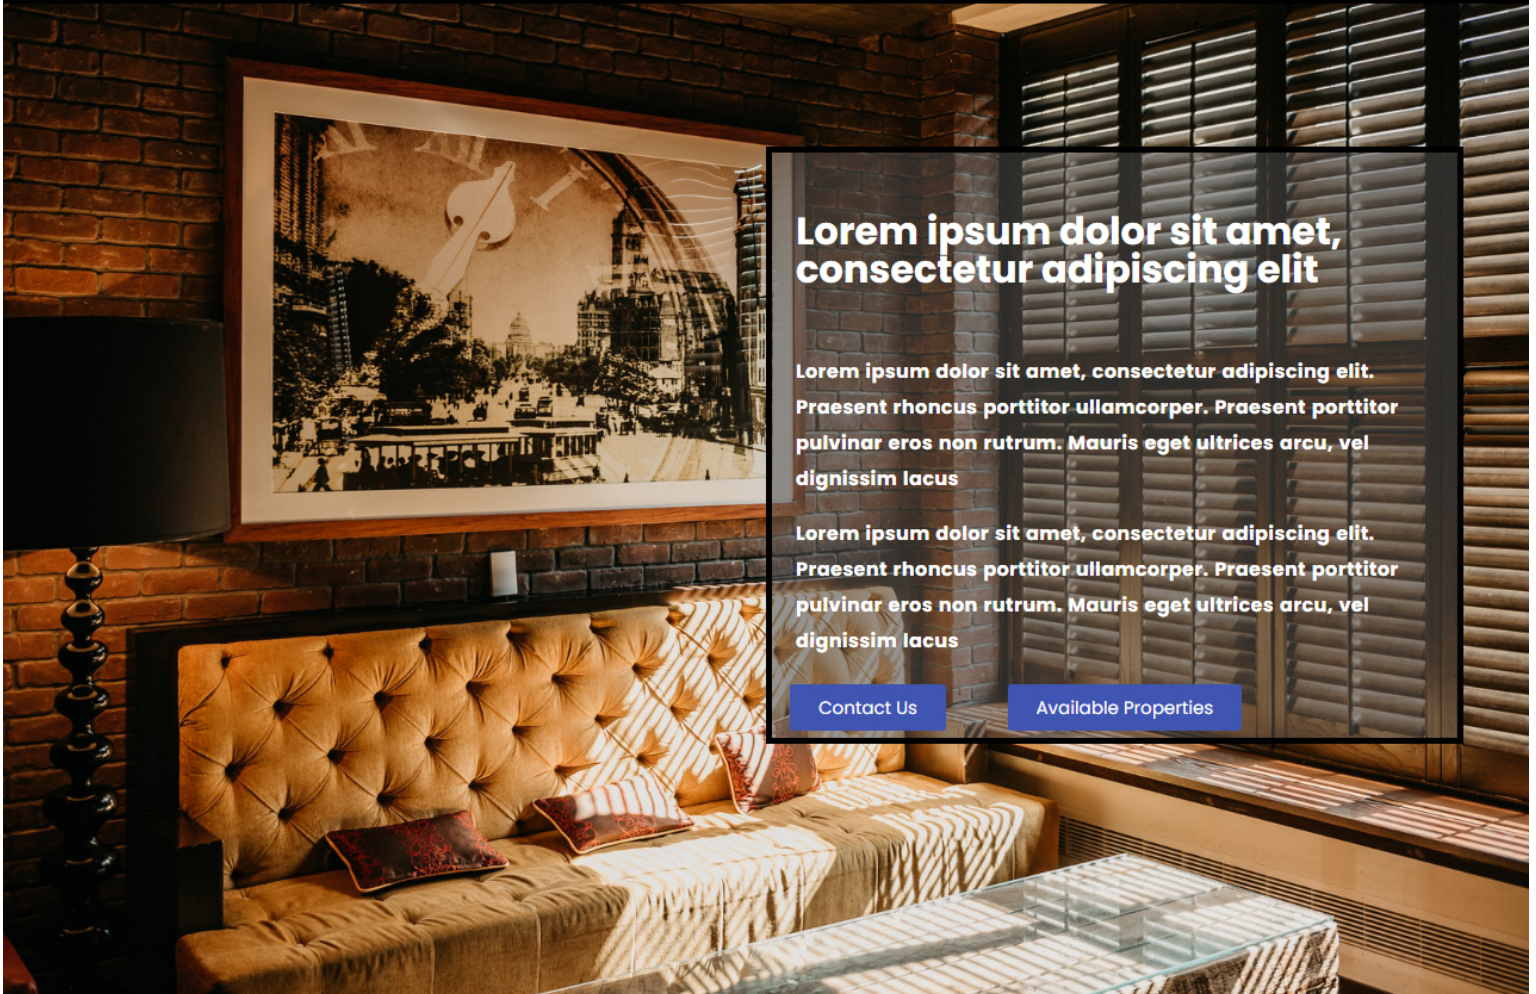 Lorem ipsum dolor sit amet,
consectetur adipiscing elit
Lorem ipsum dolor sit amet, consectetur adipiscing elit.
Praesent rhoncus porttitor ullamcorper. Praesent porttitor
pulvinar eros non rutrum. Mauris eget ultrices arcu, vel
dignissim lacus
Lorem ipsum dolor sit amet, consectetur adipiscing elit.
Praesent rhoncus porttitor ullamcorper. Praesent porttitor
pulvinar eros non rutrum. Mauris eget ultrices arcu, vel
dignissim lacus
Contact Us
Available Properties